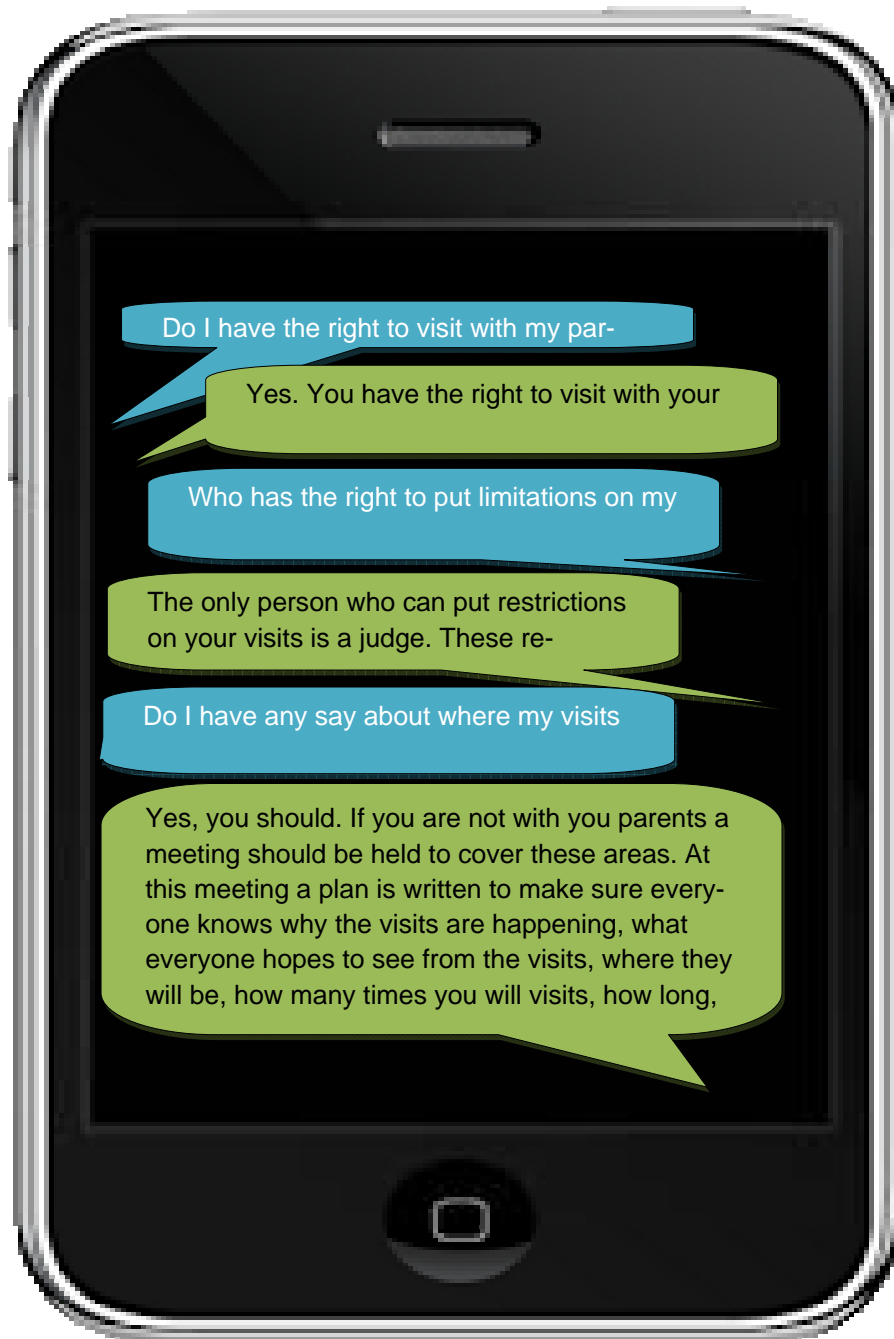 Do I have the right to visit with my par-
Yes. You have the right to visit with your
Who has the right to put limitations on my
The only person who can put restrictions
on your visits is a judge. These re-
Do I have any say about where my visits
Yes, you should. If you are not with you parents a
meeting should be held to cover these areas. At
this meeting a plan is written to make sure every-
one knows why the visits are happening, what
everyone hopes to see from the visits, where they
will be, how many times you will visits, how long,